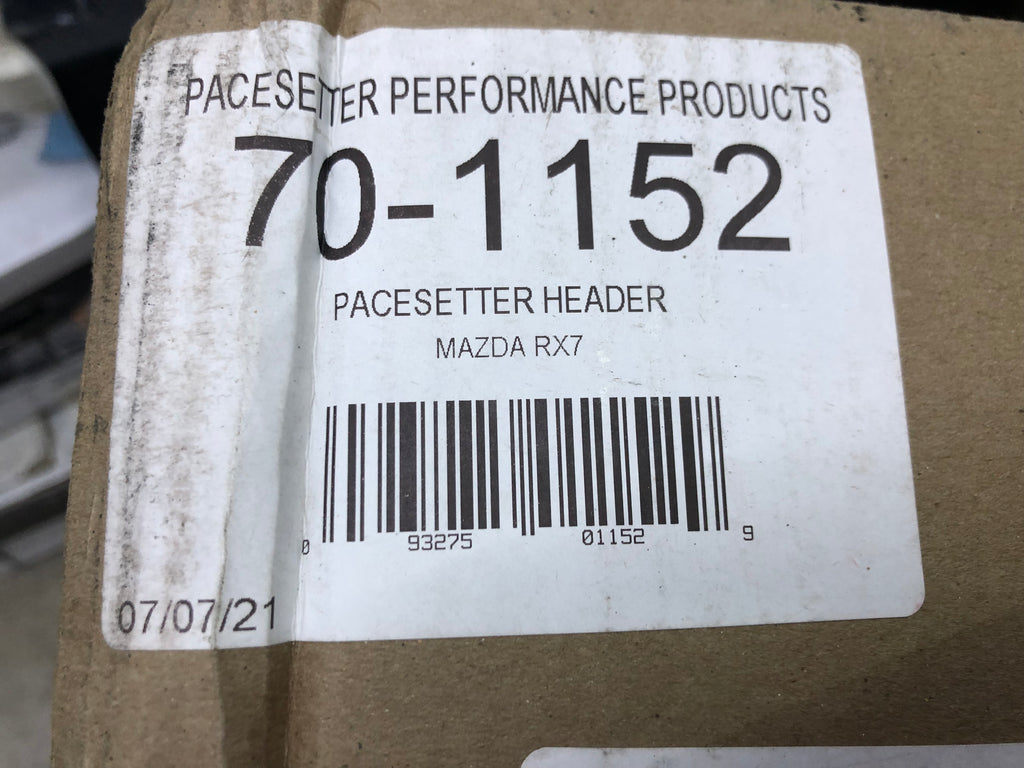 PACESETTER PERFORMANCE PRODUCTS
70-1152
PACESETTER HEADER
MAZDA RX7
0 93275 01152 9
07/07/21